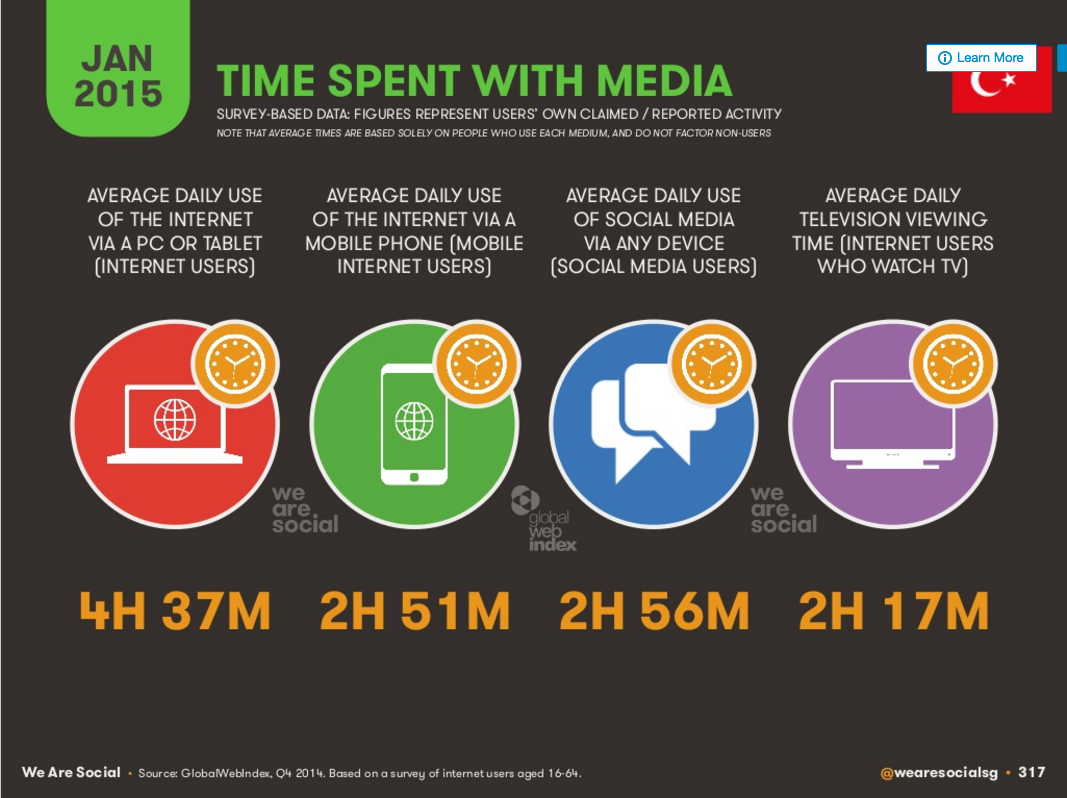 JAN
2015
TIME SPENT WITH MEDIA
SURVEY-BASED DATA: FIGURES REPRESENT USERS' OWN CLAIMED / REPORTED ACTIVITY
NOTE THAT AVERAGE TIMES ARE BASED SOLELY ON PEOPLE WHO USE EACH MEDIUM, AND DO NOT FACTOR NON-USERS
Learn More
AVERAGE DAILY USE
OF THE INTERNET
VIA A PC OR TABLET
(INTERNET USERS)
AVERAGE DAILY USE
OF THE INTERNET VIA A
MOBILE PHONE (MOBILE
INTERNET USERS)
AVERAGE DAILY USE
OF SOCIAL MEDIA
VIA ANY DEVICE
(SOCIAL MEDIA USERS)
AVERAGE DAILY
TELEVISION VIEWING
TIME (INTERNET USERS
WHO WATCH TV)
we
are
social
global
web
index
we
are
social
4H 37M
2H 51M
2H 56M
2H 17M
We Are Social • Source: GlobalWebIndex, Q4 2014. Based on a survey of internet users aged 16-64.
@wearesocialsg • 317